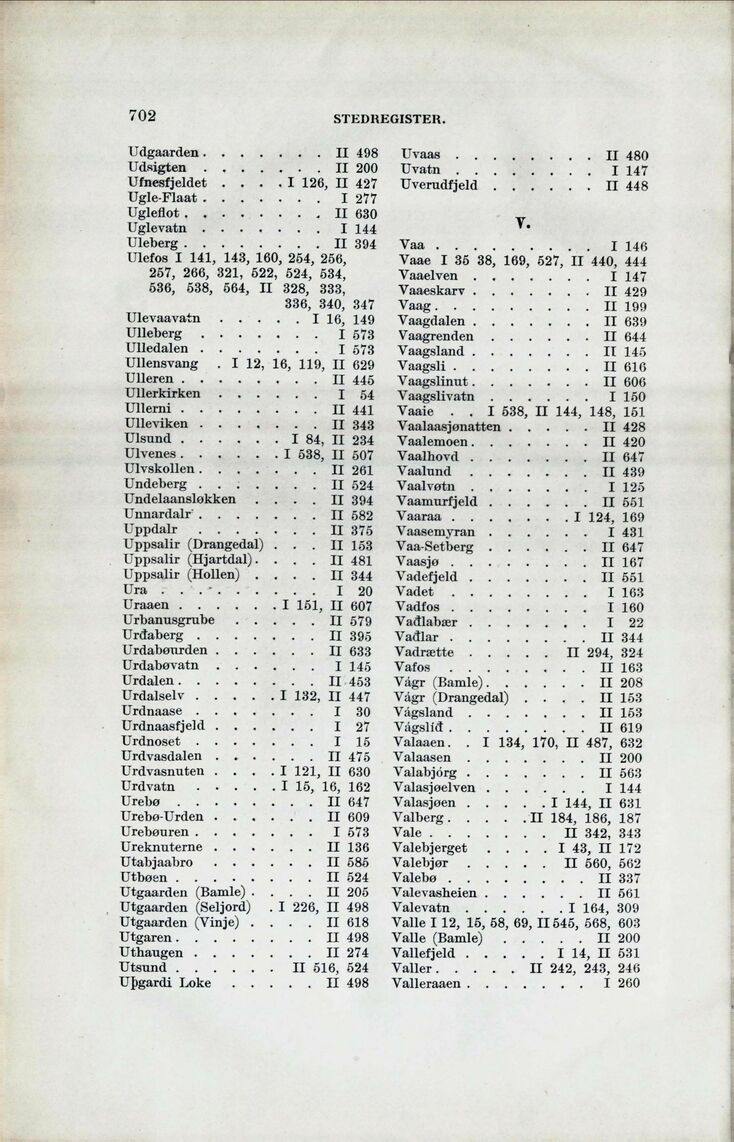 702
STEDREGISTER.
Udgaarden . . . . . . . II 498
Udsigten . . . . . . . II 200
Ufnesfjeldet . . . . I 126, II 427
Ugle-Flaat . . . . . . . I 277
Ugleflot . . . . . . . . II 630
Uglevatn . . . . . . . I 144
Uleberg . . . . . . . . II 394
Ulefos I 141, 143, 160, 254, 256,
257, 266, 321, 522, 524, 534,
536, 538, 564, II 328, 333,
336, 340, 347
Ulevaavatn . . . . . I 16, 149
Ulleberg . . . . . . . I 573
Ulledalen . . . . . . . I 573
Ullensvang . I 12, 16, 119, II 629
Ulleren . . . . . . . . II 445
Ullerkirken . . . . . . I 54
Ullerni . . . . . . . . II 441
Ulleviken . . . . . . . II 343
Ulsund . . . . . . I 84, II 234
Ulvenes . . . . . . I 538, II 507
Ulvskollen . . . . . . . II 261
Undeberg . . . . . . . II 524
Undelaansløkken . . . . II 394
Unnardalr . . . . . . . II 582
Uppdalr . . . . . . . II 375
Uppsalir (Drangedal) . . . II 153
Uppsalir (Hjartdal) . . . . II 481
Uppsalir (Hollen) . . . . II 344
Ura . . . . . . . . . I 20
Uraaen . . . . . . I 151, II 607
Urbanusgrube . . . . . II 579
Urđaberg . . . . . . . II 395
Urdabøurden . . . . . . II 633
Urdabøvatn . . . . . . I 145
Urdalen . . . . . . . . II 453
Urdalselv . . . . . I 132, II 447
Urdnaase . . . . . . . I 30
Urdnaasfjeld . . . . . . I 27
Urdnoset . . . . . . . I 15
Urdvasdalen . . . . . . II 475
Urdvasnuten . . . . I 121, II 630
Urdvatn . . . . . I 15, 16, 162
Urebø . . . . . . . . II 647
Urebø-Urden . . . . . . II 609
Urebøuren . . . . . . . I 573
Ureknuterne . . . . . . II 136
Utabjaabro . . . . . . II 585
Utbøen . . . . . . . . II 524
Utgaarden (Bamle) . . . . II 205
Utgaarden (Seljord) . I 226, II 498
Utgaarden (Vinje) . . . . II 618
Utgaren . . . . . . . . II 498
Uthaugen . . . . . . . II 274
Utsund . . . . . . II 516, 524
Uþgardi Loke . . . . . II 498
Uvaas . . . . . . . . II 480
Uvatn . . . . . . . . I 147
Uverudfjeld . . . . . . II 448
V.
Vaa . . . . . . . . . . I 146
Vaae I 35 38, 169, 527, II 440, 444
Vaaelven . . . . . . . I 147
Vaaeskarv . . . . . . . II 429
Vaag . . . . . . . . . II 199
Vaagdalen . . . . . . . II 639
Vaagrenden . . . . . . II 644
Vaagsland . . . . . . . II 145
Vaagsli . . . . . . . . II 616
Vaagslinut . . . . . . . II 606
Vaagslivatn . . . . . . I 150
Vaaie . . I 538, II 144, 148, 151
Vaalaasjønatten . . . . . II 428
Vaalemoen . . . . . . . II 420
Vaalhovd . . . . . . . II 647
Vaalund . . . . . . . II 439
Vaalvøtn . . . . . . . I 125
Vaamurfjeld . . . . . . II 551
Vaaraa . . . . . . . I 124, 169
Vaasemyran . . . . . . I 431
Vaa-Setberg . . . . . . II 647
Vaasjø . . . . . . . . II 167
Vadefjeld . . . . . . . II 551
Vadet . . . . . . . . I 163
Vadfos . . . . . . . . I 160
Vađlabær . . . . . . . I 22
Vađlar . . . . . . . . II 344
Vadrætte . . . . . II 294, 324
Vafos . . . . . . . . II 163
Vágr (Bamle) . . . . . . II 208
Vágr (Drangedal) . . . . II 153
Vágsland . . . . . . . II 153
Vágslíđ . . . . . . . . II 619
Valaaen . . I 134, 170, II 487, 632
Valaasen . . . . . . . II 200
Valabjórg . . . . . . . II 563
Valasjøelven . . . . . . I 144
Valasjøen . . . . . I 144, II 631
Valberg . . . . . II 184, 186, 187
Vale . . . . . . . II 342, 343
Valebjerget . . . . I 43, II 172
Valebjør . . . . . II 560, 562
Valebø . . . . . . . . II 337
Valevasheien . . . . . . II 561
Valevatn . . . . . . I 164, 309
Valle I 12, 15, 58, 69, II 545, 568, 603
Valle (Bamle) . . . . . II 200
Vallefjeld . . . . . I 14, II 531
Valler . . . . . II 242, 243, 246
Valleraaen . . . . . . . I 260